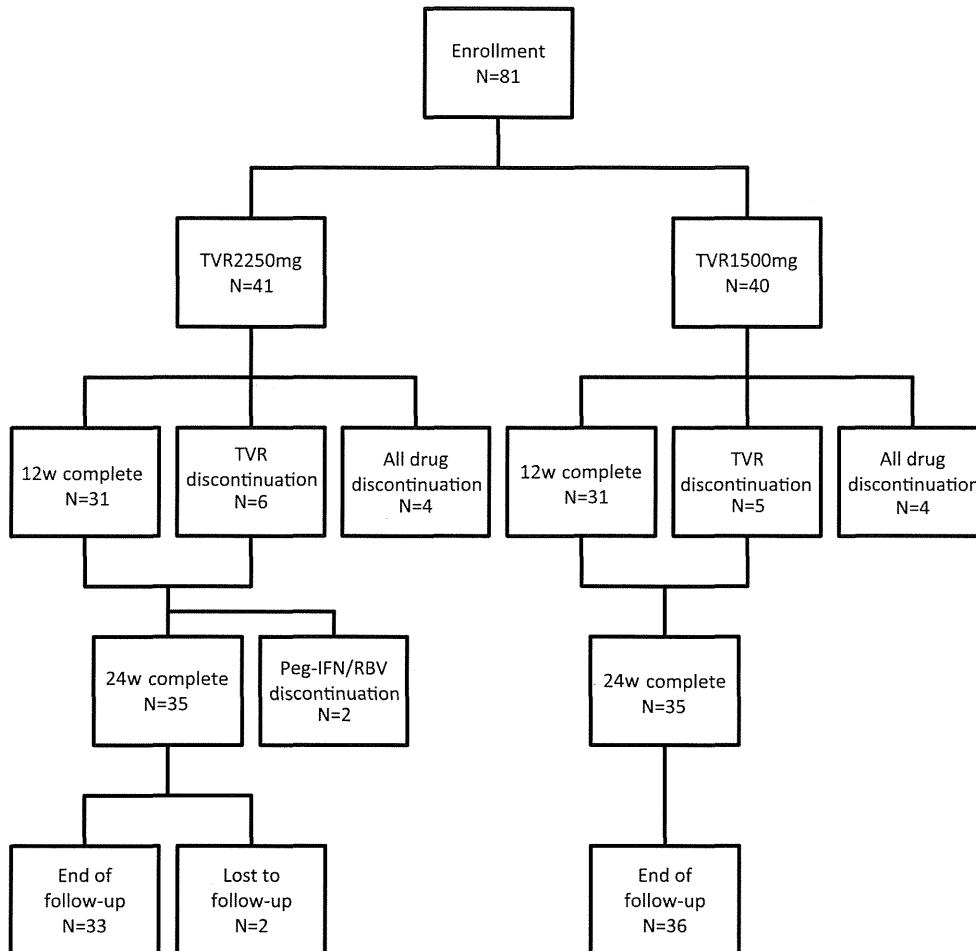 Enrollment
N=81
TVR2250mg
N=41
TVR1500mg
N=40
12w complete
N=31
TVR
discontinuation
N=6
All drug
discontinuation
N=4
12w complete
N=31
TVR
discontinuation
N=5
All drug
discontinuation
N=4
24w complete
N=35
Peg-IFN/RBV
discontinuation
N=2
24w complete
N=35
End of
follow-up
N=33
Lost to
follow-up
N=2
End of
follow-up
N=36